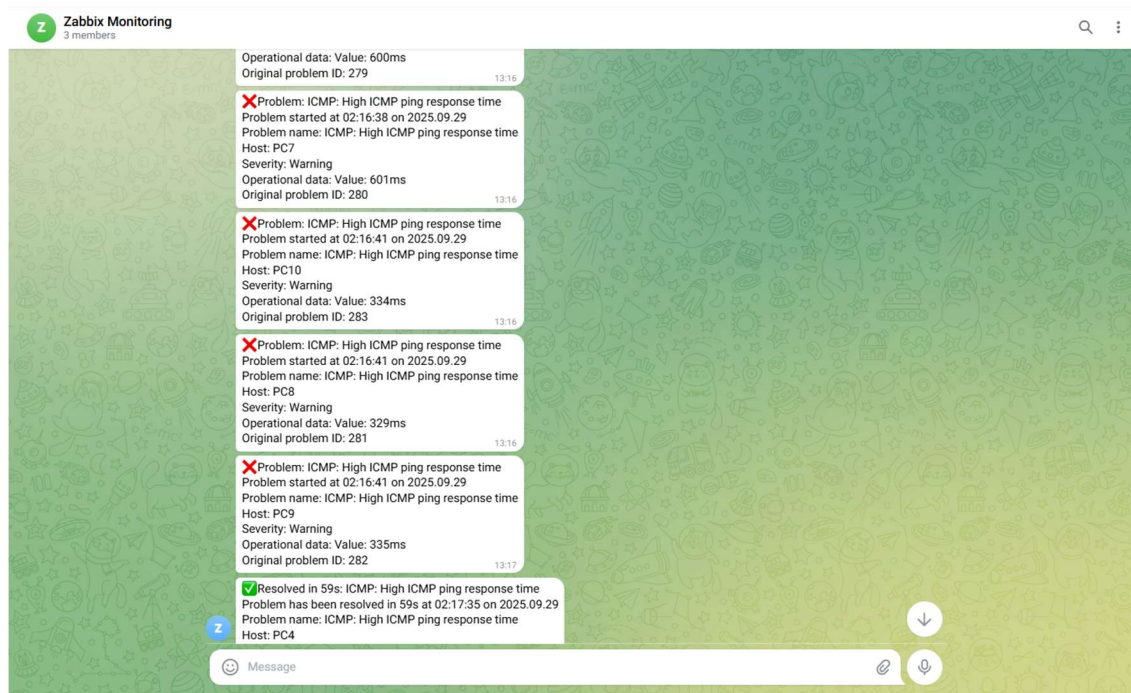 Z
Zabbix Monitoring
3 members
Operational data: Value: 600ms
Original problem ID: 279
13:16
❌Problem: ICMP: High ICMP ping response time
Problem started at 02:16:38 on 2025.09.29
Problem name: ICMP: High ICMP ping response time
Host: PC7
Severity: Warning
Operational data: Value: 601ms
Original problem ID: 280
13:16
❌Problem: ICMP: High ICMP ping response time
Problem started at 02:16:41 on 2025.09.29
Problem name: ICMP: High ICMP ping response time
Host: PC10
Severity: Warning
Operational data: Value: 334ms
Original problem ID: 283
13:16
❌Problem: ICMP: High ICMP ping response time
Problem started at 02:16:41 on 2025.09.29
Problem name: ICMP: High ICMP ping response time
Host: PC8
Severity: Warning
Operational data: Value: 329ms
Original problem ID: 281
13:16
❌Problem: ICMP: High ICMP ping response time
Problem started at 02:16:41 on 2025.09.29
Problem name: ICMP: High ICMP ping response time
Host: PC9
Severity: Warning
Operational data: Value: 335ms
Original problem ID: 282
13:17
✅Resolved in 59s: ICMP: High ICMP ping response time
Problem has been resolved in 59s at 02:17:35 on 2025.09.29
Problem name: ICMP: High ICMP ping response time
Host: PC4
Z
Message